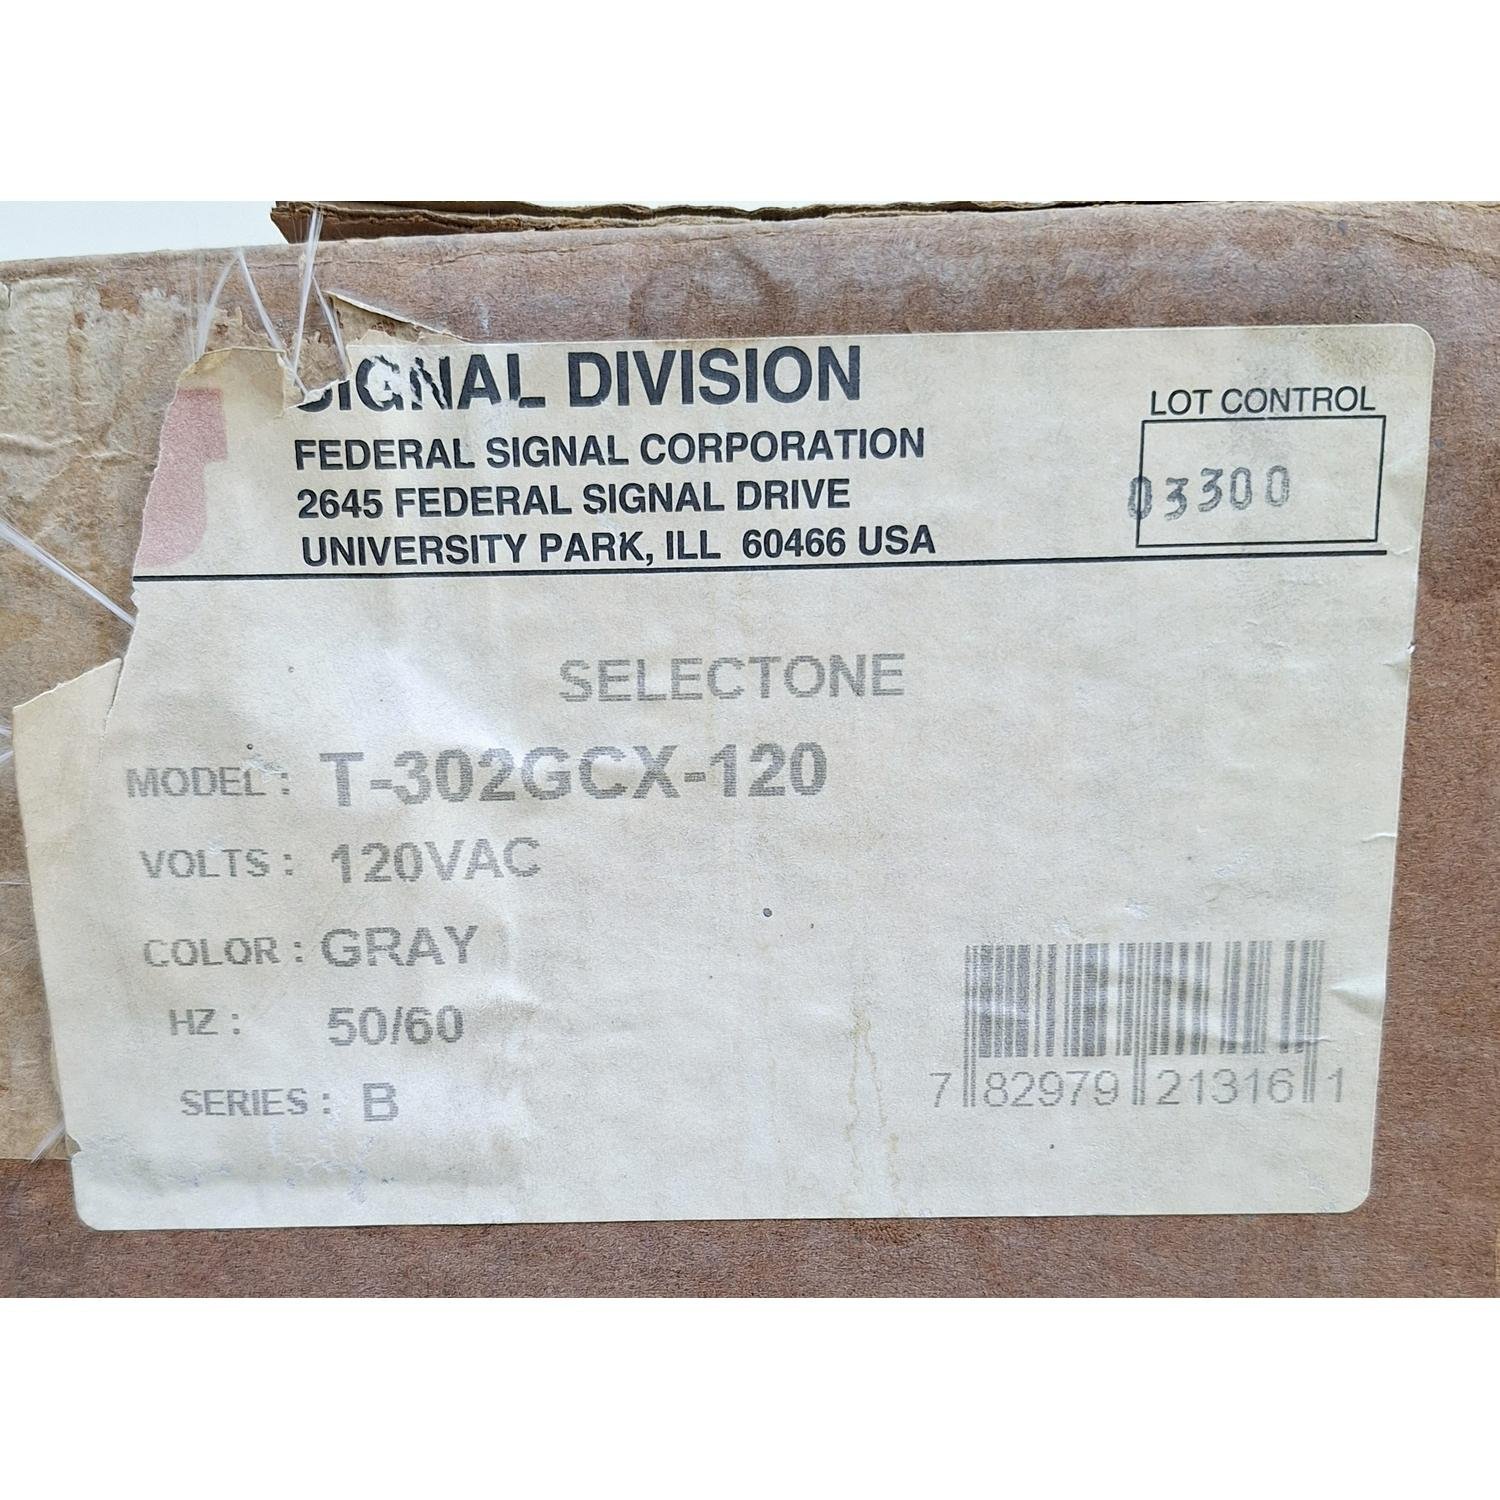 SIGNAL DIVISION
FEDERAL SIGNAL CORPORATION
2645 FEDERAL SIGNAL DRIVE
UNIVERSITY PARK, ILL 60466 USA
LOT CONTROL
03300
SELECTONE
MODEL: T-302GCX-120
VOLTS: 120VAC
COLOR: GRAY
HZ: 50/60
SERIES: B
7 82979 21316 1